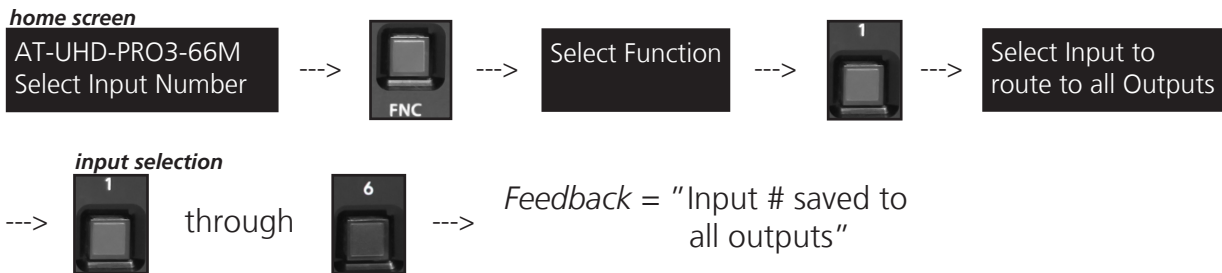 home screen
AT-UHD-PRO3-66M
Select Input Number
--->
FNC
--->
Select Function
--->
1
--->
Select Input to
route to all Outputs
input selection
--->
1
through
6
--->
Feedback = "Input # saved to
all outputs"